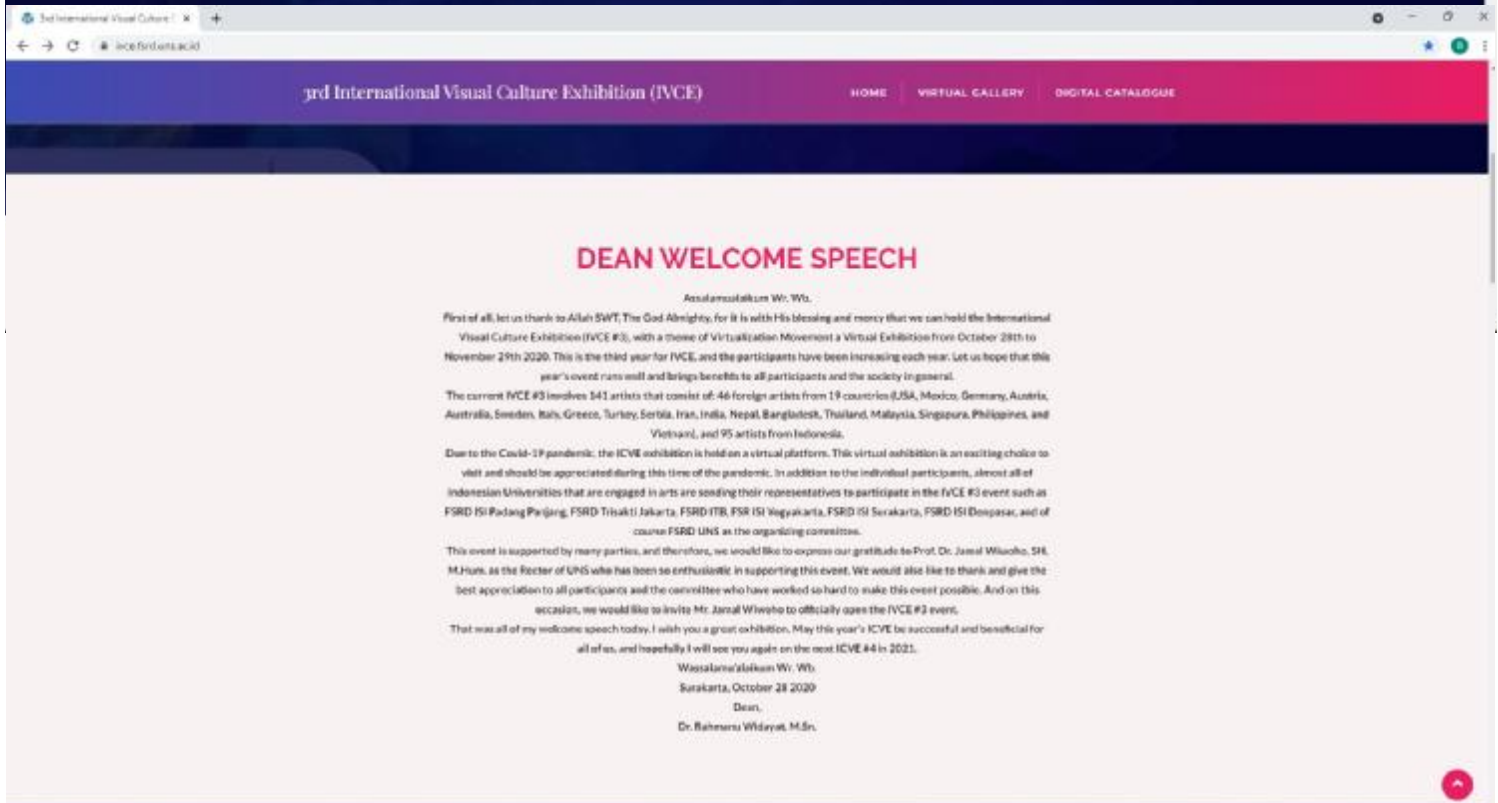 3rd International Visual Culture
ivce.fsrd.uns.ac.id
3rd International Visual Culture Exhibition (IVCE)
HOME
VIRTUAL GALLERY
DIGITAL CATALOGUE
DEAN WELCOME SPEECH
Assalamualaikum Wr. Wb.
First of all, let us thank to Allah SWT, The God Almighty, for it is with His blessing and mercy that we can hold the International
Visual Culture Exhibition (IVCE #3), with a theme of Virtualization Movement a Virtual Exhibition from October 28th to
November 29th 2020. This is the third year for IVCE, and the participants have been increasing each year. Let us hope that this
year's event runs well and brings benefits to all participants and the society in general.
The current IVCE #3 involves 141 artists that consist of: 46 foreign artists from 19 countries (USA, Mexico, Germany, Austria,
Australia, Sweden, Italy, Greece, Turkey, Serbia, Iran, India, Nepal, Bangladesh, Thailand, Malaysia, Singapura, Philippines, and
Vietnam), and 95 artists from Indonesia.
Due to the Covid-19 pandemic, the ICVE exhibition is held on a virtual platform. This virtual exhibition is an exciting choice to
visit and should be appreciated during this time of the pandemic. In addition to the individual participants, almost all of
Indonesian Universities that are engaged in arts are sending their representatives to participate in the IVCE #3 event such as
FSRD ISI Padang Panjang, FSRD Trisakti Jakarta, FSRD ITB, FSR ISI Yogyakarta, FSRD ISI Surakarta, FSRD ISI Denpasar, and of
course FSRD UNS as the organizing committee.
This event is supported by many parties, and therefore, we would like to express our gratitude to Prof. Dr. Jamal Wiwoho, SH,
M.Hum. as the Rector of UNS who has been so enthusiastic in supporting this event. We would also like to thank and give the
best appreciation to all participants and the committee who have worked so hard to make this event possible. And on this
occasion, we would like to invite Mr. Jamal Wiwoho to officially open the IVCE #3 event.
That was all of my welcome speech today. I wish you a great exhibition. May this year's ICVE be successful and beneficial for
all of us, and hopefully I will see you again on the next ICVE #4 in 2021.
Wassalamu'alaikum Wr. Wb.
Surakarta, October 28 2020
Dean,
Dr. Rahmanu Widayat, M.Sn.